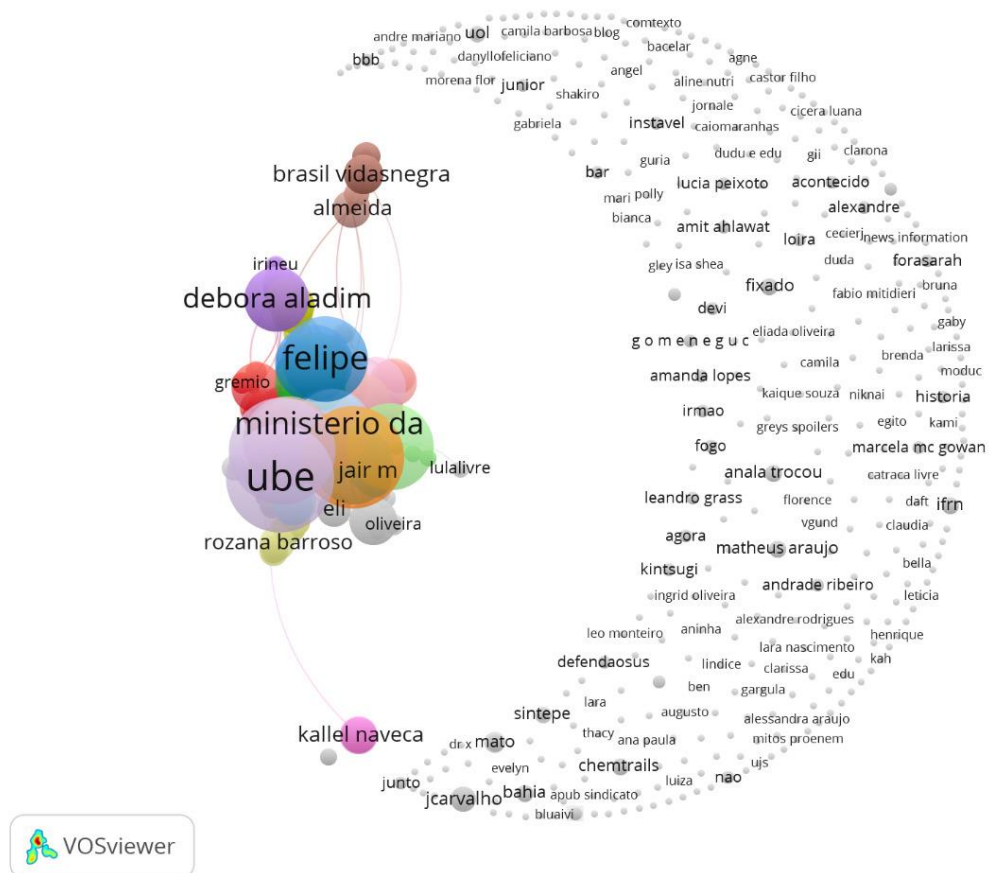 comtexto
andre mariano
uol
camila barbosa
blog
bbb
danyllofeliciano
bacelar
agne
morena flor
junior
angel
aline nutri
castor filho
shakiro
jornale
cicera luana
gabriela
instavel
caiomaranhas
guria
dudu e edu
gii
clarona
brasil vidasnegra
bar
lucia peixoto
acontecido
mari
polly
almeida
alexandre
bianca
amit ahlawat
loira
cecierj
news information
irineu
gley
isa shea
duda
forasarah
debora aladim
fixado
bruna
fabio mitidieri
devi
gaby
eliada oliveira
g o m e n e g u c
larissa
felipe
camila
brenda
moduc
gremio
amanda lopes
kaique souza
niknai
historia
irmao
greys spoilers
egito
kami
ministerio da
fogo
marcela mc gowan
jair m
lulalivre
anala trocou
catraca livre
ube
leandro grass
florence
daft
ifrn
eli
vgund
claudia
oliveira
agora
matheus araujo
rozana barroso
kintsugi
bella
andrade ribeiro
ingrid oliveira
leticia
alexandre rodrigues
leo monteiro
aninha
henrique
lara nascimento
defendaosus
lindice
clarissa
kah
edu
ben
gargula
lara
sintepe
augusto
alessandra araujo
kallel naveca
thacy
mitos proenem
drx
mato
ana paula
chemtrails
ujs
evelyn
junto
luiza
nao
jcarvalho
bahia
apub sindicato
bluaivi
VOSviewer